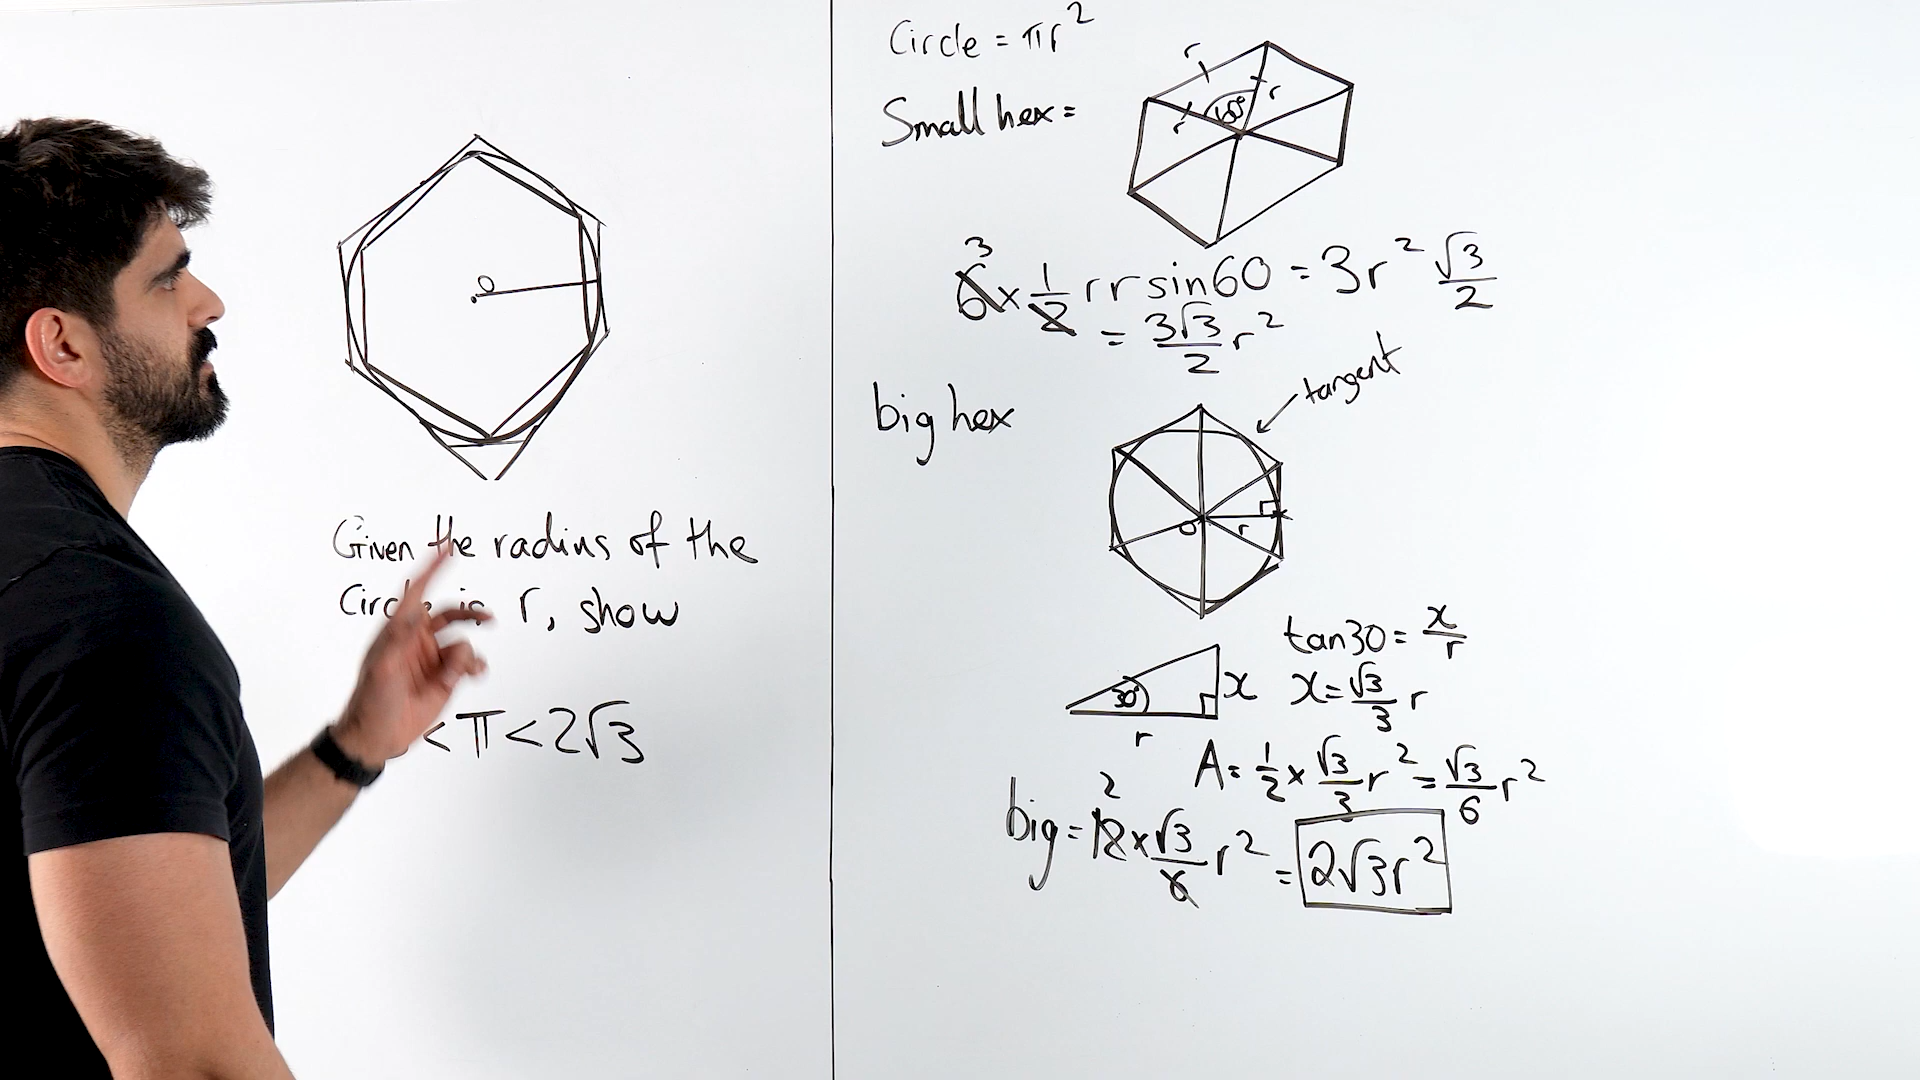 O
Given the radius of the
Circle is r, show
< π < 2√3
Circle = πr²
Small hex =
r
r
60°
r
3
6 × 1/2 r r sin60 = 3r² √3/2
= 3√3/2 r²
big hex
tangent
O
r
30°
x
r
tan30 = x/r
x = √3/3 r
A = 1/2 × √3/3 r² = √3/6 r²
2
big = 12 × √3/6 r² = 2√3r²